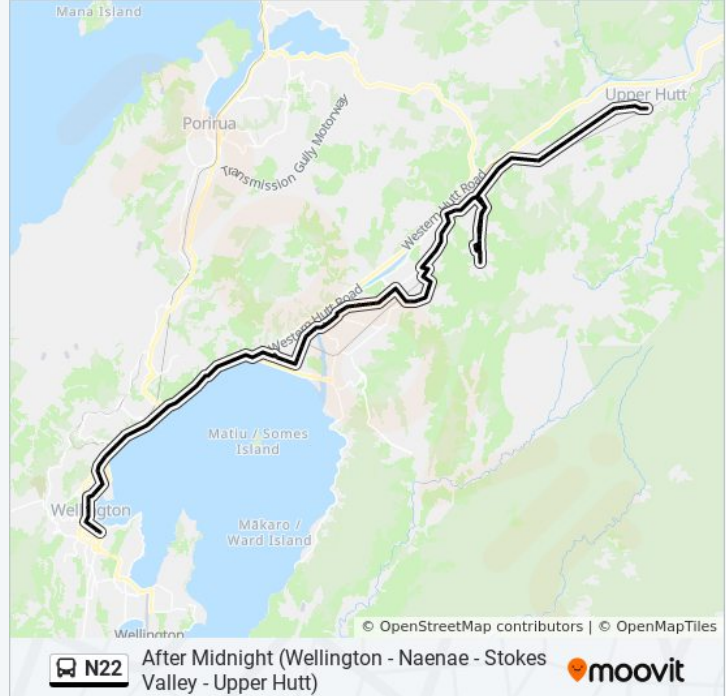 Mana Island
Upper Hutt
Porirua
Transmission Gully Motorway
Western Hutt Road
Western Hutt Road
Matiu / Somes
Island
Wellington
Mākaro /
Ward Island
© OpenStreetMap contributors | © OpenMapTiles
Wellington
N22
After Midnight (Wellington - Naenae - Stokes
Valley - Upper Hutt)
moovit